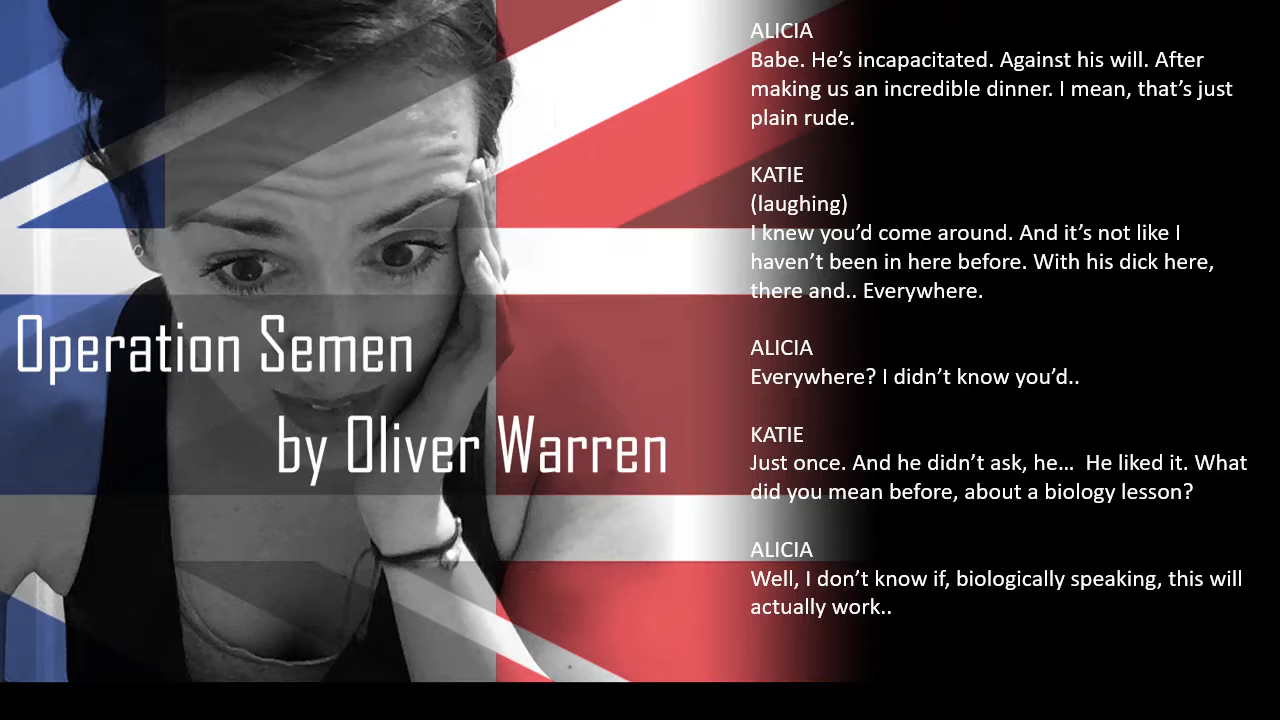 Operation Semen
by Oliver Warren
ALICIA
Babe. He’s incapacitated. Against his will. After
making us an incredible dinner. I mean, that’s just
plain rude.
KATIE
(laughing)
I knew you’d come around. And it’s not like I
haven’t been in here before. With his dick here,
there and.. Everywhere.
ALICIA
Everywhere? I didn’t know you’d..
KATIE
Just once. And he didn’t ask, he…  He liked it. What
did you mean before, about a biology lesson?
ALICIA
Well, I don’t know if, biologically speaking, this will
actually work..